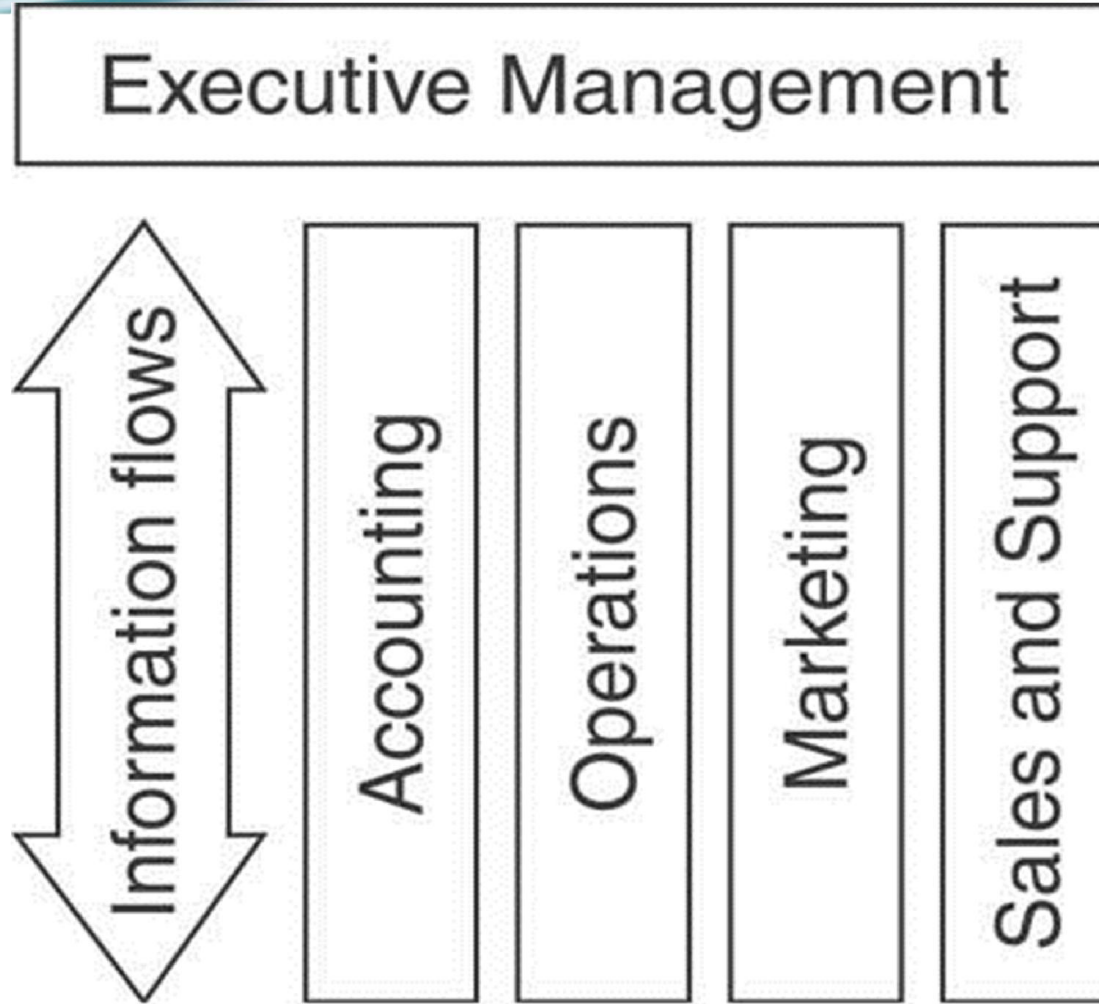 Executive Management
Information flows
Accounting
Operations
Marketing
Sales and Support